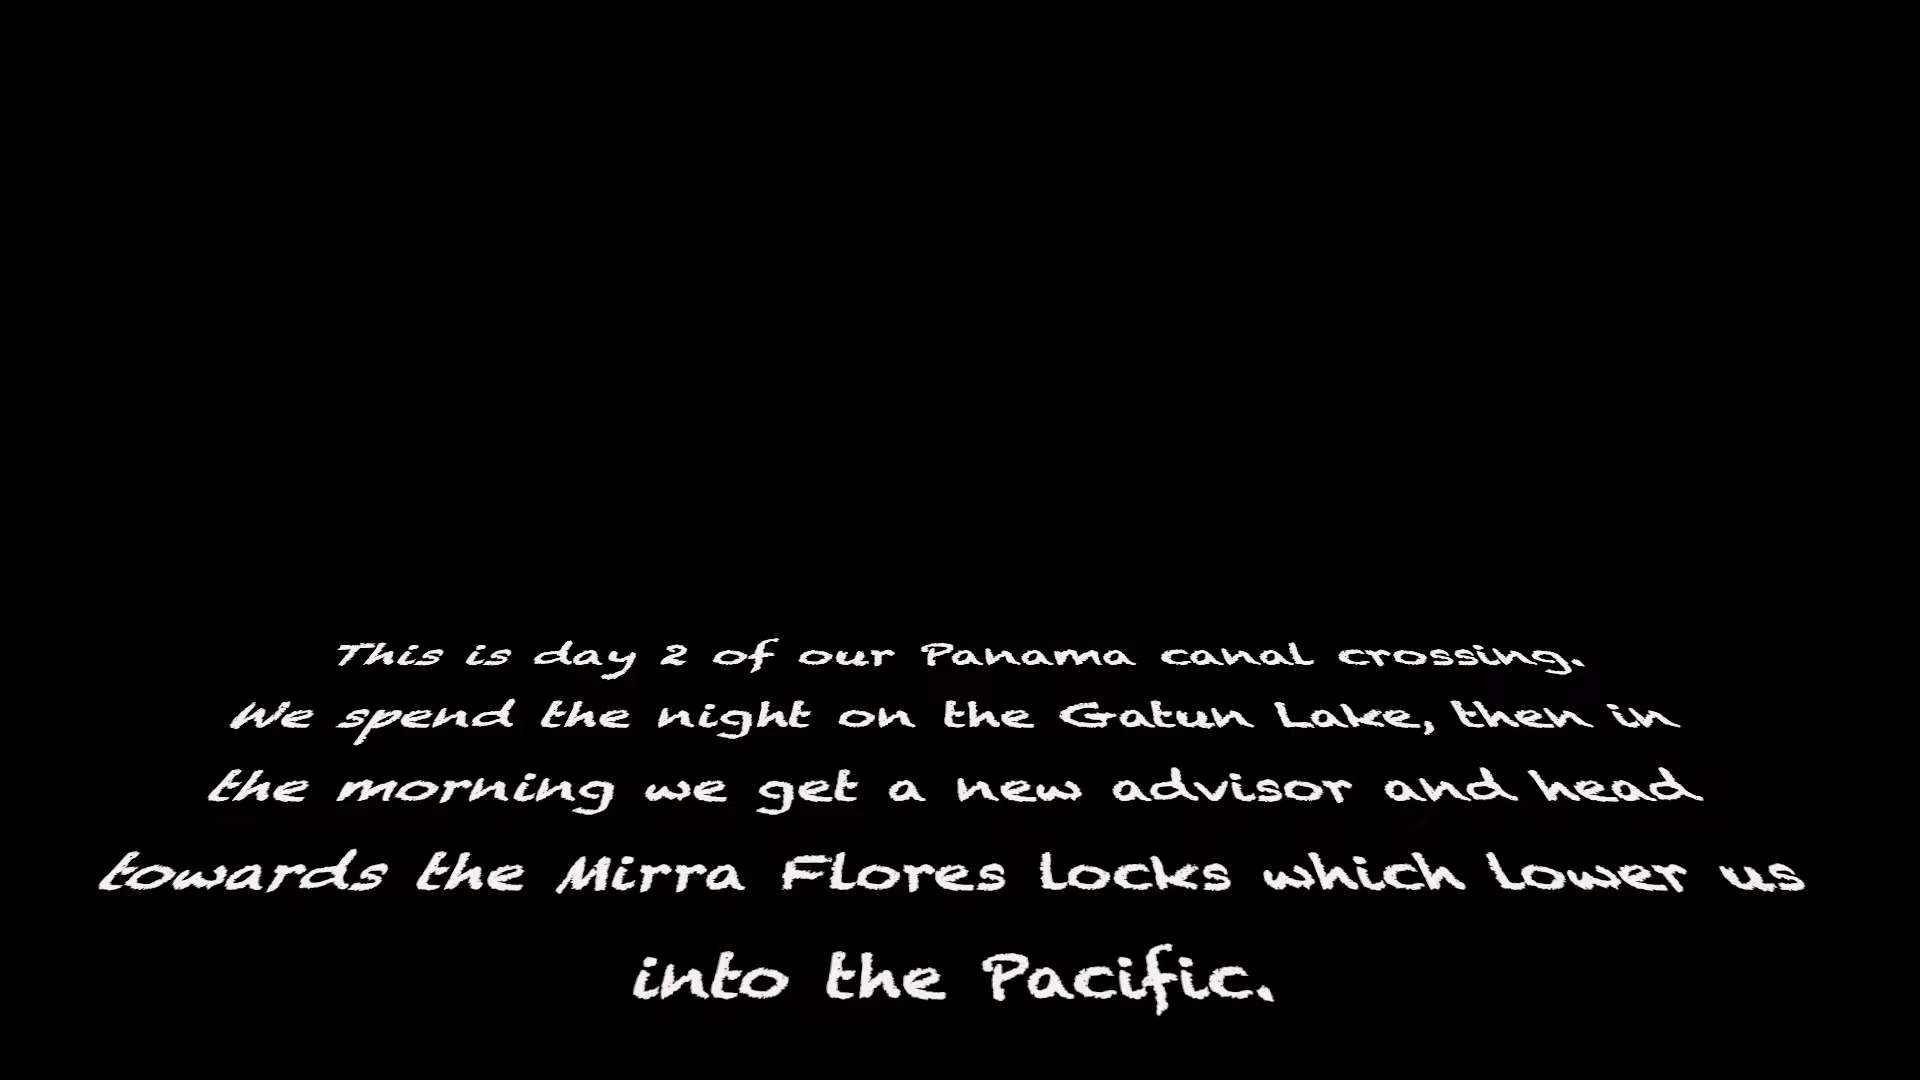 This is day 2 of our Panama canal crossing.
We spend the night on the Gatun Lake, then in
the morning we get a new advisor and head
towards the Mirra Flores locks which lower us
into the Pacific.